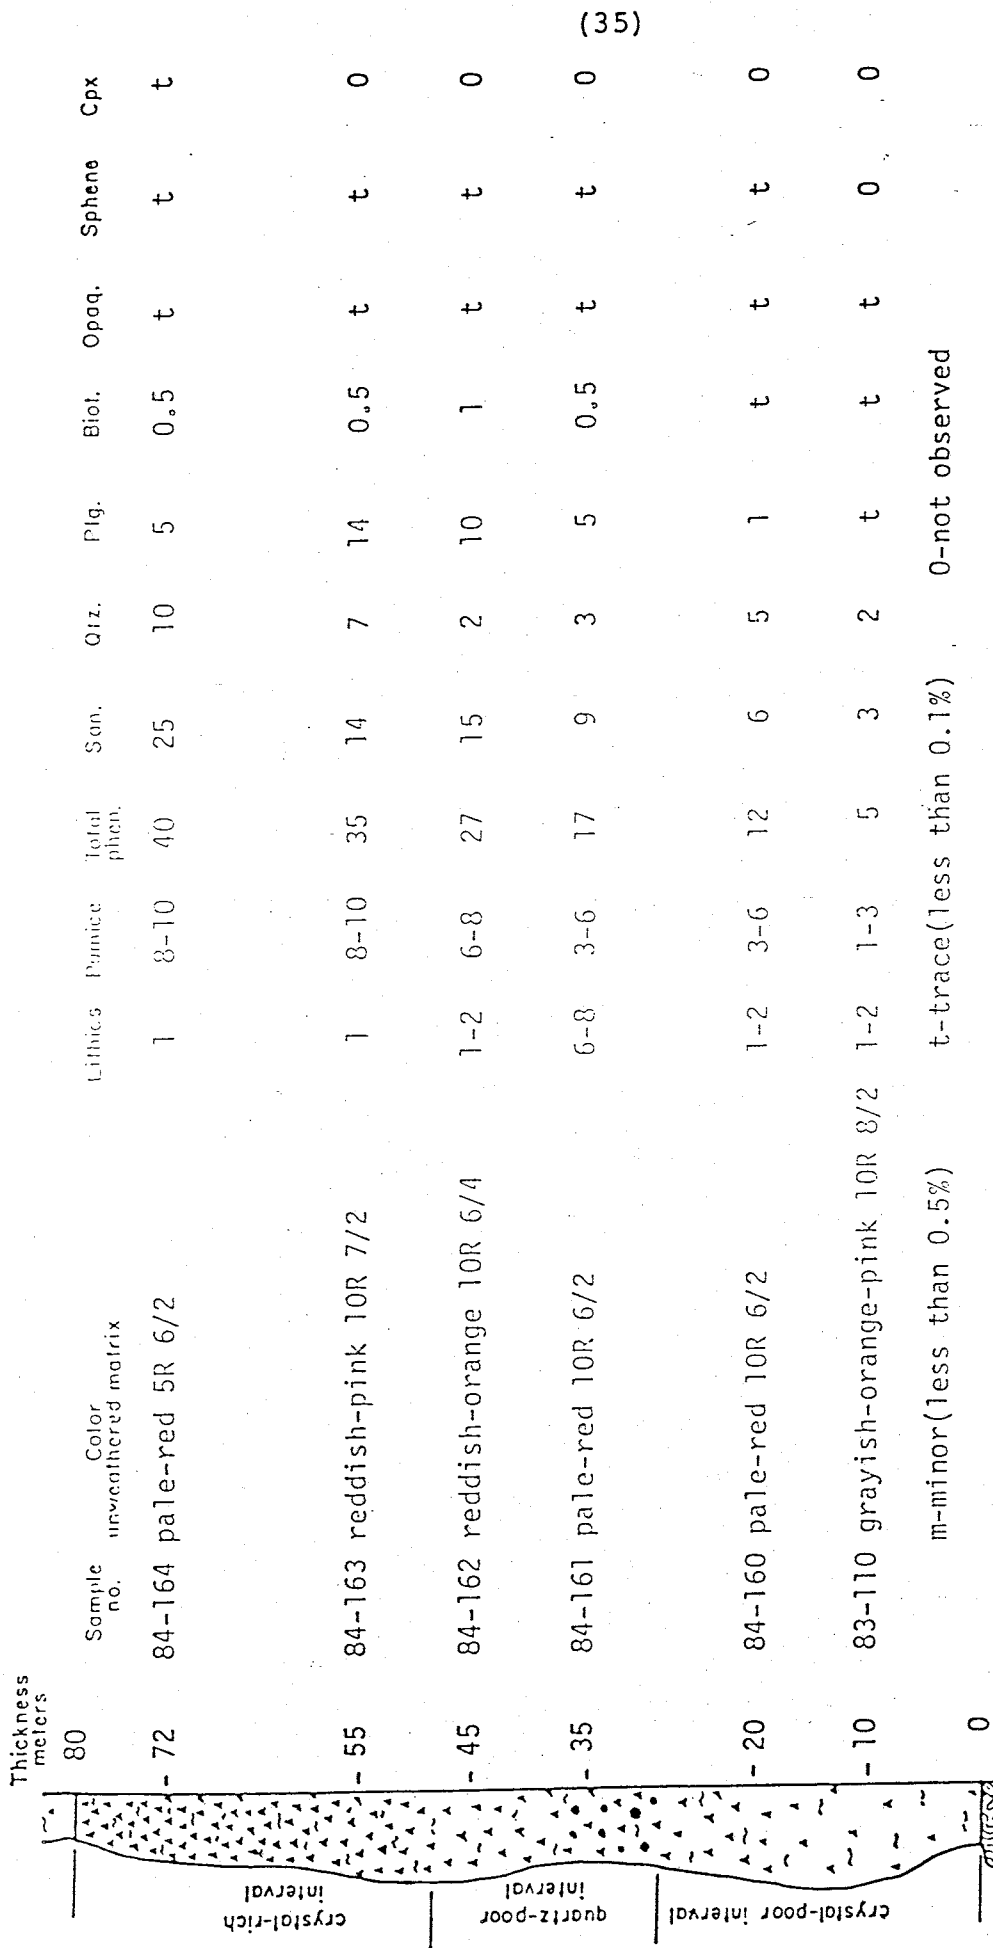 (35)
Thickness meters
Sample no. Color unweathered matrix Lithics Pumice Total phen. San. Qtz. Plg. Biot. Opaq. Sphene Cpx
80
- 72 84-164 pale-red 5R 6/2 1 8-10 40 25 10 5 0.5 t t t
- 55 84-163 reddish-pink 10R 7/2 1 8-10 35 14 7 14 0.5 t t 0
- 45 84-162 reddish-orange 10R 6/4 1-2 6-8 27 15 2 10 1 t t 0
- 35 84-161 pale-red 10R 6/2 6-8 3-6 17 9 3 5 0.5 t t 0
- 20 84-160 pale-red 10R 6/2 1-2 3-6 12 6 5 1 t t t 0
- 10 83-110 grayish-orange-pink 10R 8/2 1-2 1-3 5 3 2 t t t 0 0
0
m-minor(less than 0.5%) t-trace(less than 0.1%) 0-not observed
crystal-rich interval
quartz-poor interval
crystal-poor interval